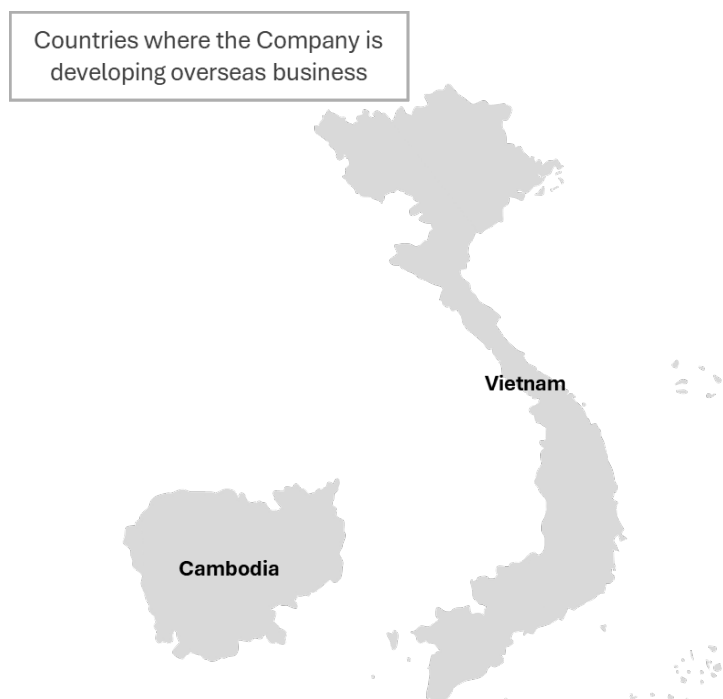 Countries where the Company is
developing overseas business
Vietnam
Cambodia